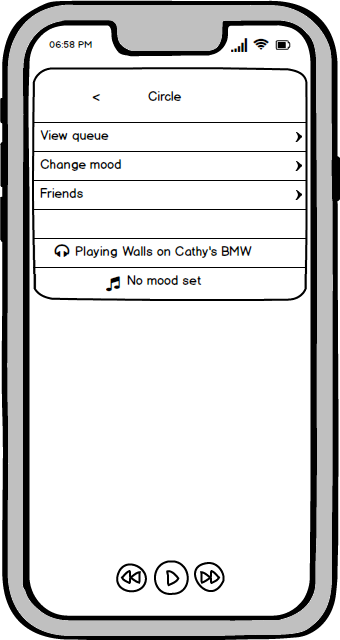 06:58 PM
< Circle
View queue
Change mood
Friends
Playing Walls on Cathy's BMW
No mood set